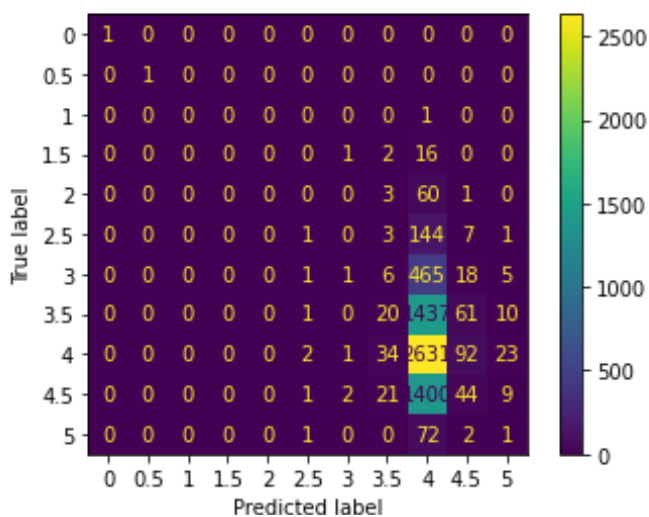 0 1 0 0 0 0 0 0 0 0 0 0
0.5 0 1 0 0 0 0 0 0 0 0 0
1 0 0 0 0 0 0 0 0 1 0 0
1.5 0 0 0 0 0 0 1 2 16 0 0
2 0 0 0 0 0 0 0 3 60 1 0
2.5 0 0 0 0 0 1 0 3 144 7 1
3 0 0 0 0 0 1 1 6 465 18 5
3.5 0 0 0 0 0 1 0 20 1437 61 10
4 0 0 0 0 0 2 1 34 2631 92 23
4.5 0 0 0 0 0 1 2 21 1400 44 9
5 0 0 0 0 0 1 0 0 72 2 1
0 0.5 1 1.5 2 2.5 3 3.5 4 4.5 5
Predicted label
True label
2500
2000
1500
1000
500
0